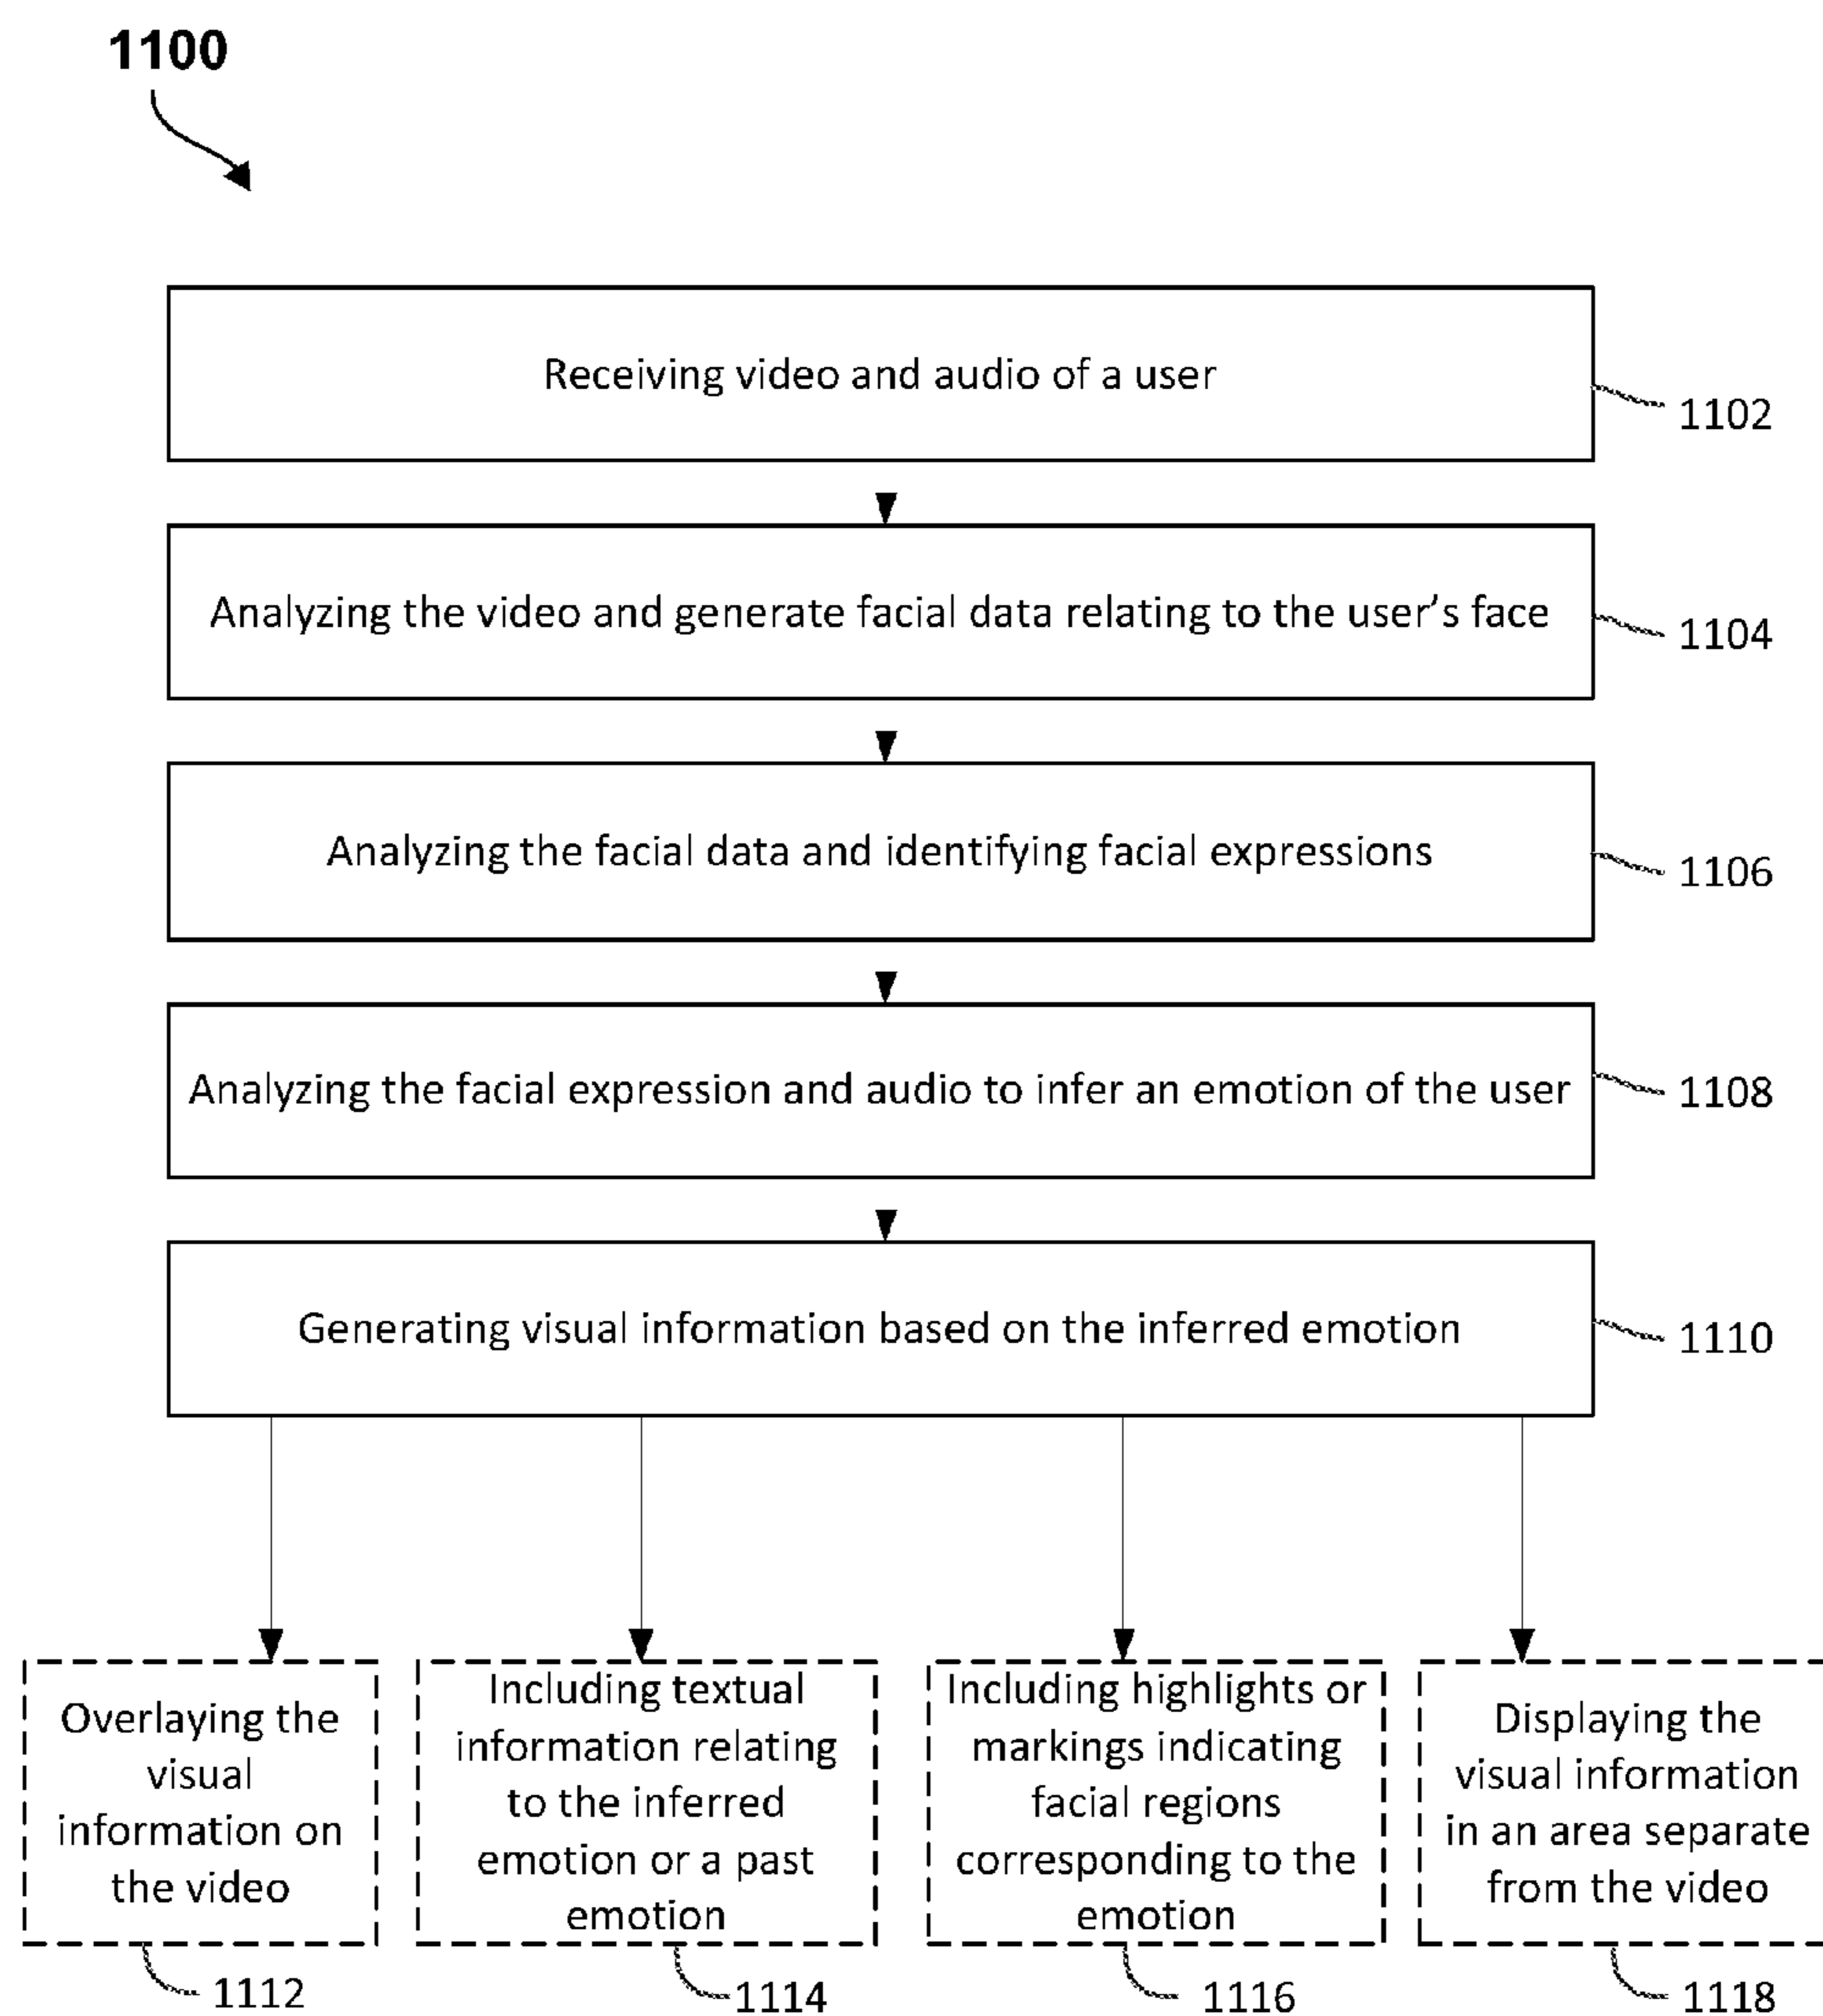 1100
Receiving video and audio of a user
1102
Analyzing the video and generate facial data relating to the user’s face
1104
Analyzing the facial data and identifying facial expressions
1106
Analyzing the facial expression and audio to infer an emotion of the user
1108
Generating visual information based on the inferred emotion
1110
Overlaying the
visual
information on
the video
1112
Including textual
information relating
to the inferred
emotion or a past
emotion
1114
Including highlights or
markings indicating
facial regions
corresponding to the
emotion
1116
Displaying the
visual information
in an area separate
from the video
1118